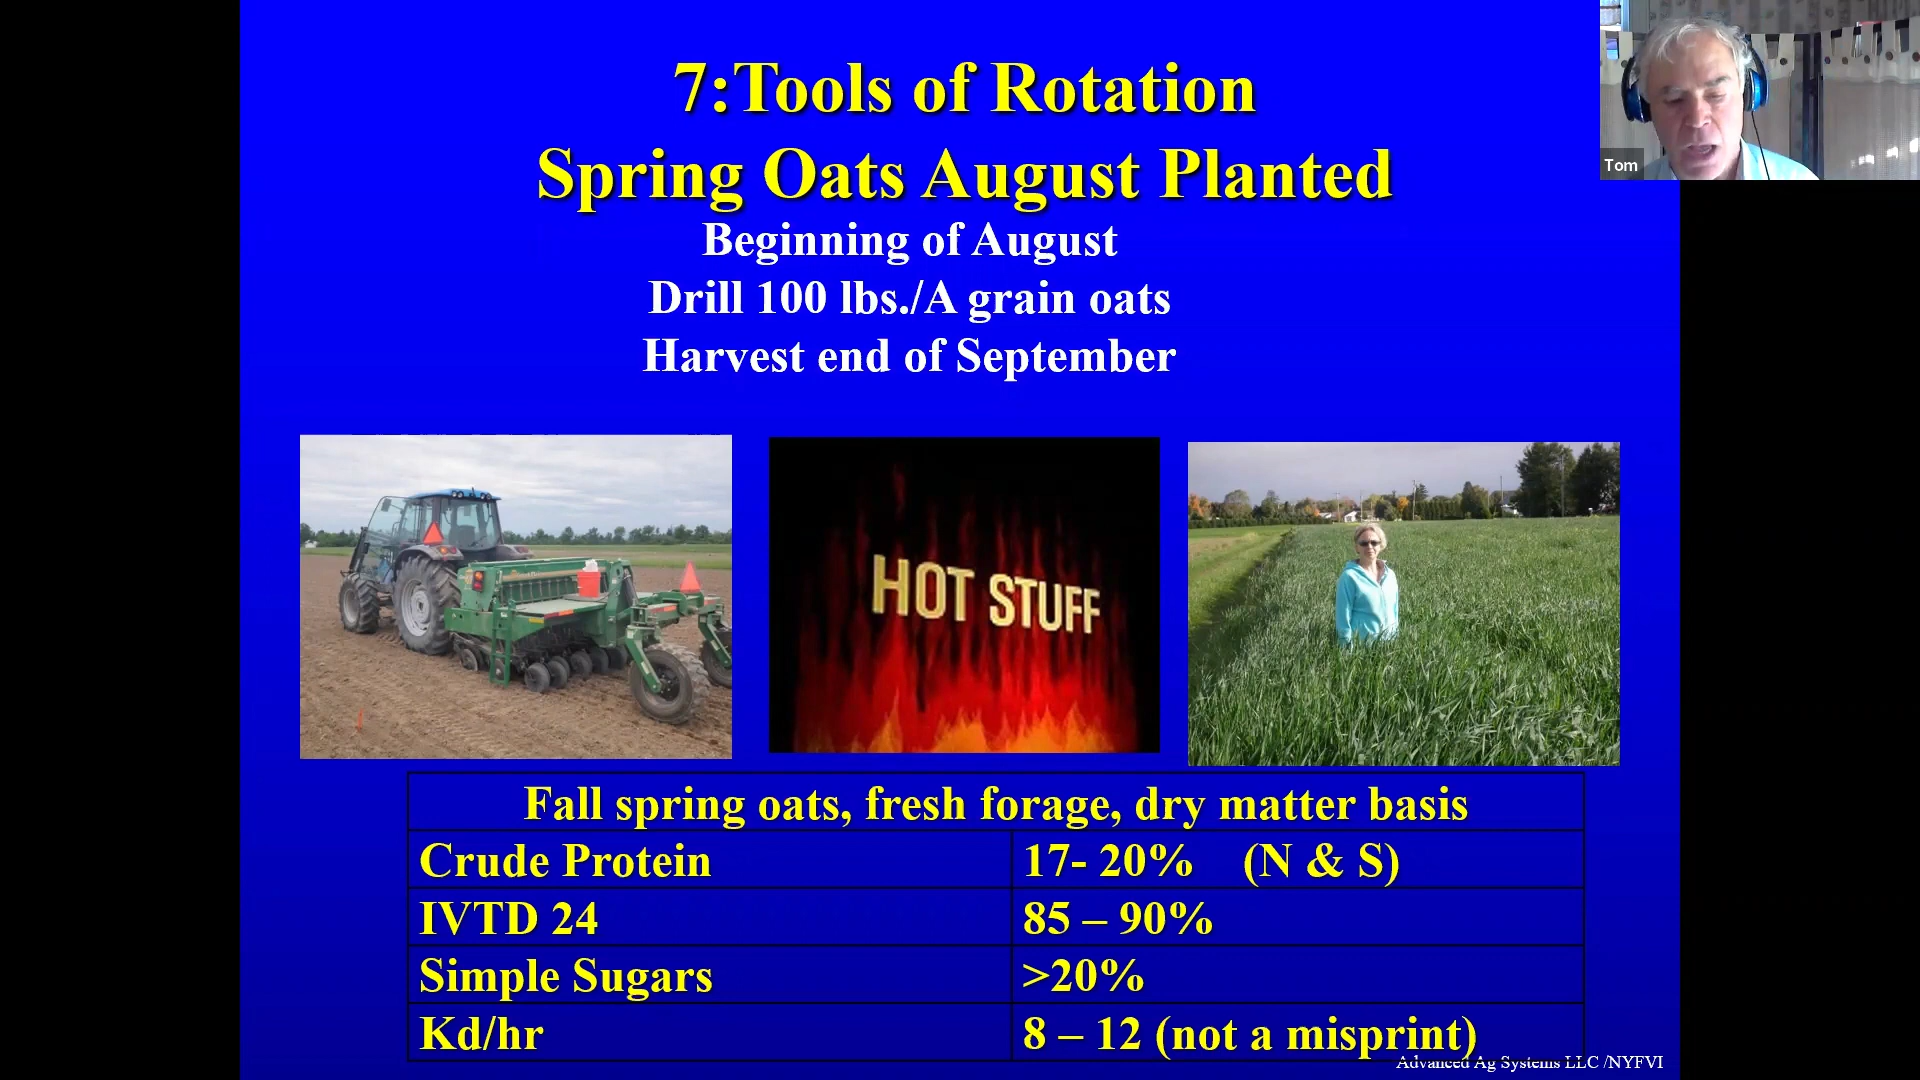 7:Tools of Rotation
Spring Oats August Planted
Beginning of August
Drill 100 lbs./A grain oats
Harvest end of September
Tom
HOT STUFF
Fall spring oats, fresh forage, dry matter basis
Crude Protein 17- 20% (N & S)
IVTD 24 85 – 90%
Simple Sugars >20%
Kd/hr 8 – 12 (not a misprint)
Advanced Ag Systems LLC /NYFVI